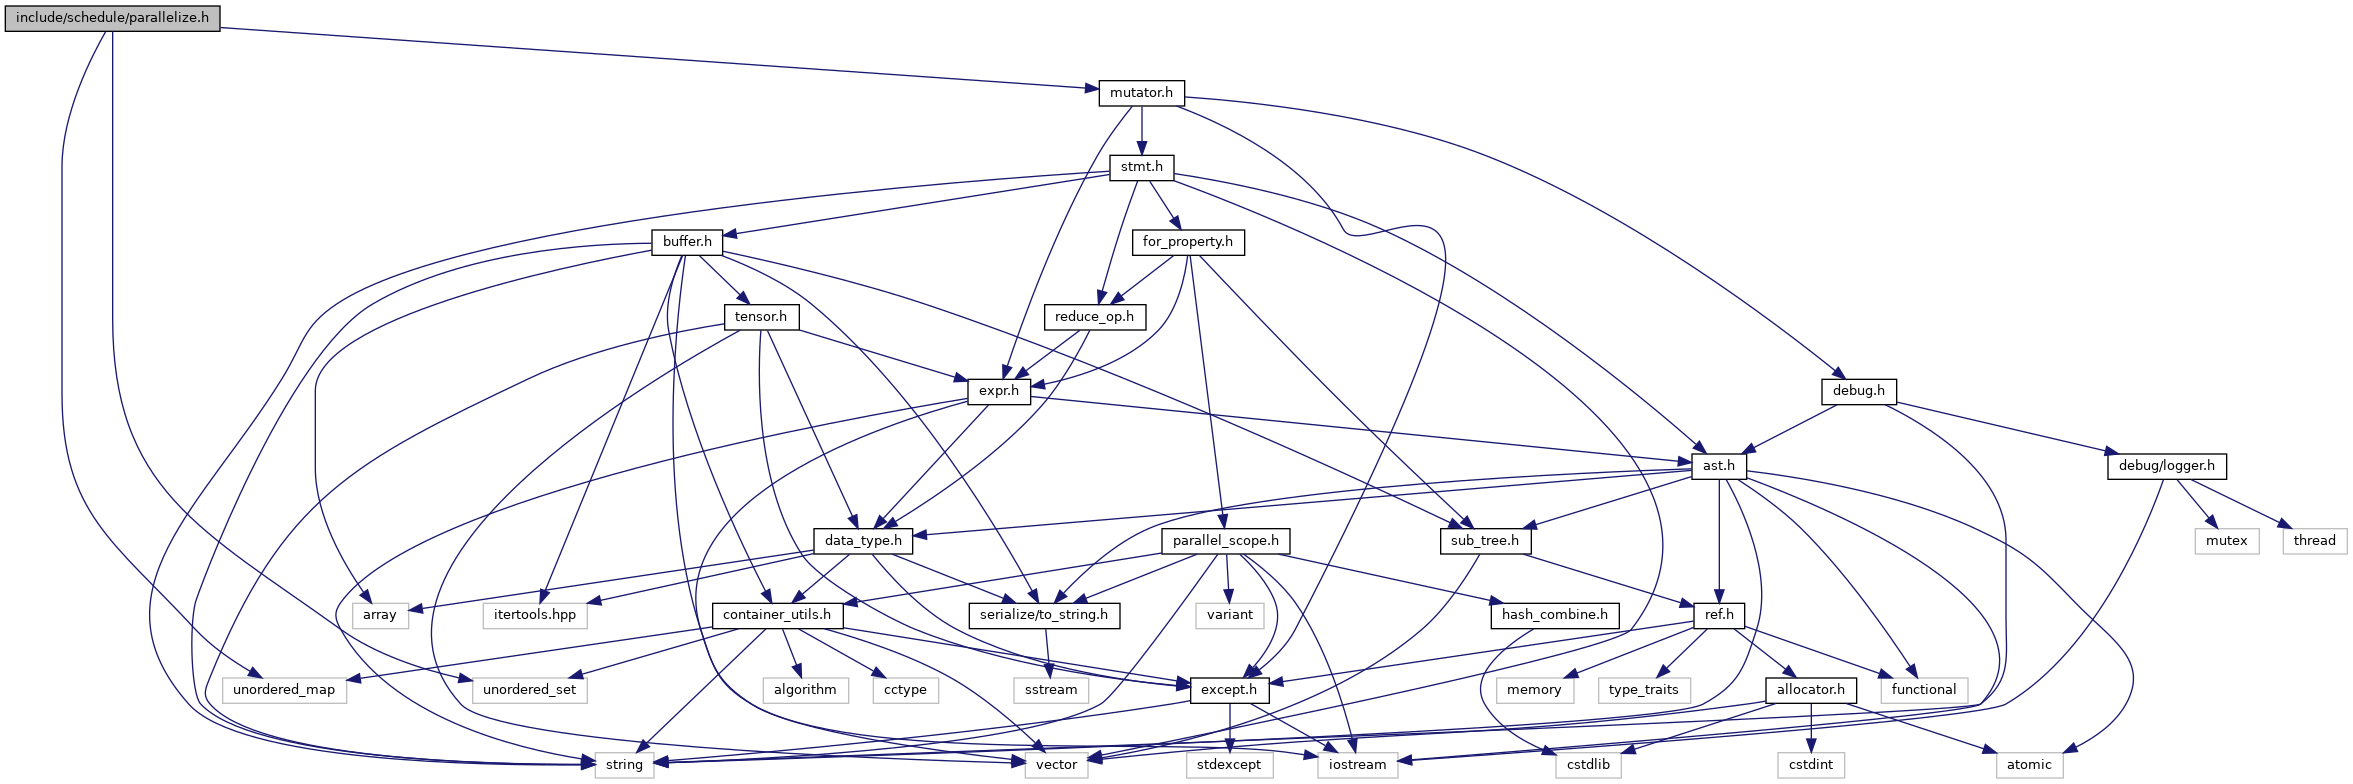 include/schedule/parallelize.h
mutator.h
stmt.h
buffer.h
for_property.h
tensor.h
reduce_op.h
expr.h
debug.h
ast.h
debug/logger.h
data_type.h
parallel_scope.h
sub_tree.h
mutex
thread
array
itertools.hpp
container_utils.h
serialize/to_string.h
variant
hash_combine.h
ref.h
unordered_map
unordered_set
algorithm
cctype
sstream
except.h
memory
type_traits
allocator.h
functional
string
vector
stdexcept
iostream
cstdlib
cstdint
atomic